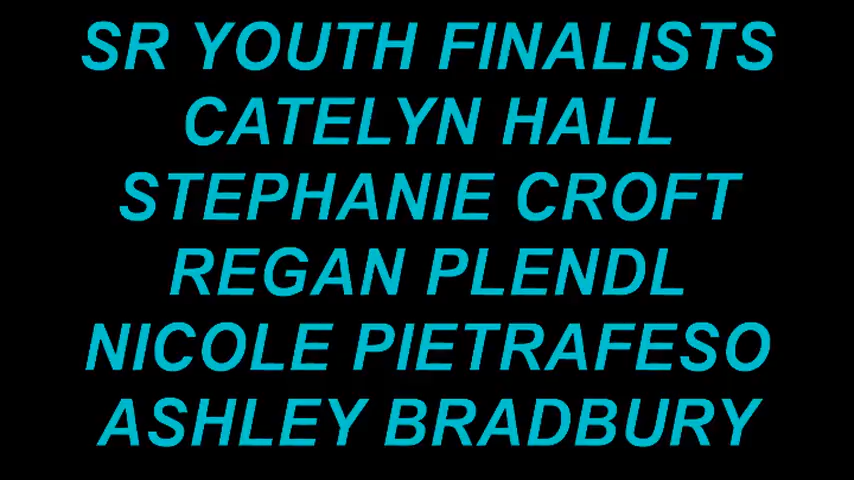 SR YOUTH FINALISTS
CATELYN HALL
STEPHANIE CROFT
REGAN PLENDL
NICOLE PIETRAFESO
ASHLEY BRADBURY